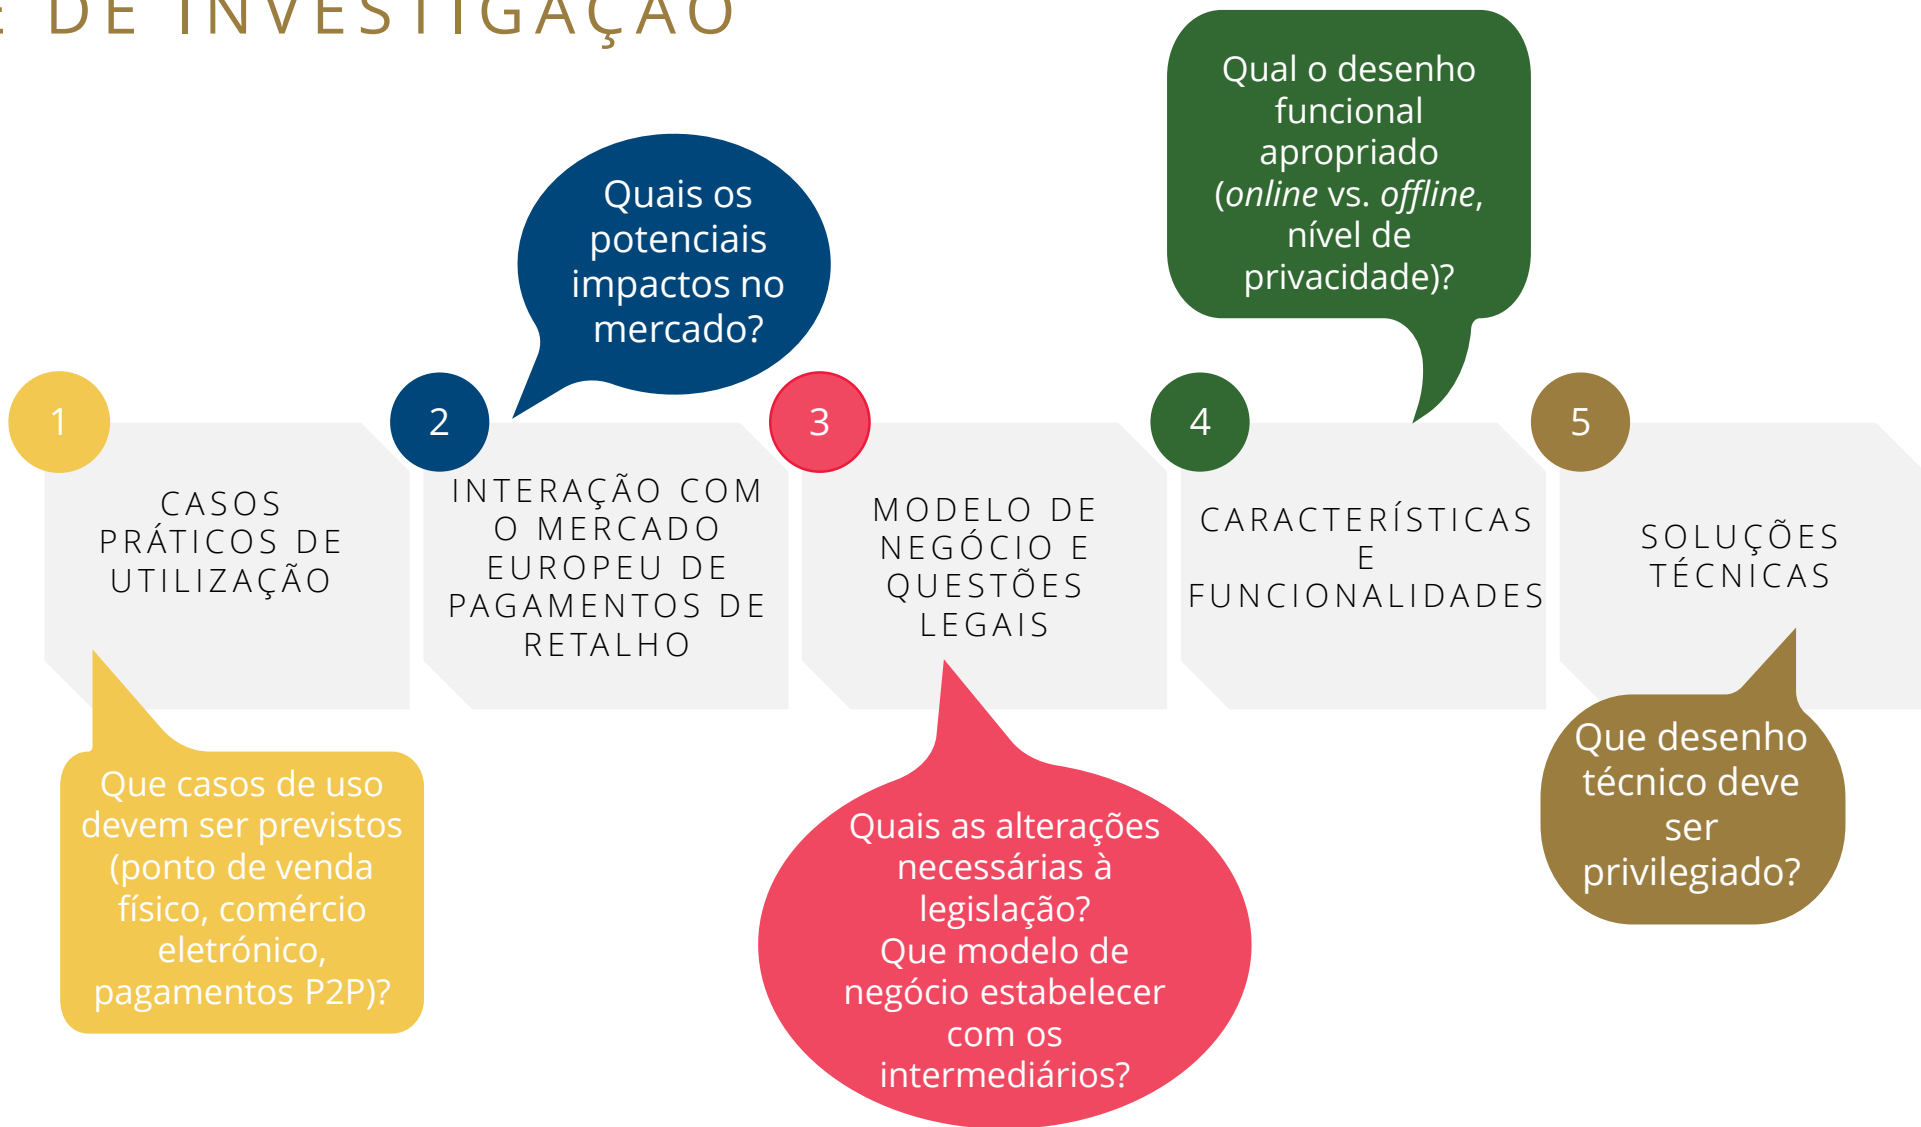 E DE INVESTIGAÇÃO
Qual o desenho
funcional
apropriado
(online vs. offline,
nível de
privacidade)?
Quais os
potenciais
impactos no
mercado?
1
2
3
4
5
CASOS
PRÁTICOS DE
UTILIZAÇÃO
INTERAÇÃO COM
O MERCADO
EUROPEU DE
PAGAMENTOS DE
RETALHO
MODELO DE
NEGÓCIO E
QUESTÕES
LEGAIS
CARACTERÍSTICAS
E
FUNCIONALIDADES
SOLUÇÕES
TÉCNICAS
Que casos de uso
devem ser previstos
(ponto de venda
físico, comércio
eletrónico,
pagamentos P2P)?
Quais as alterações
necessárias à
legislação?
Que modelo de
negócio estabelecer
com os
intermediários?
Que desenho
técnico deve
ser
privilegiado?